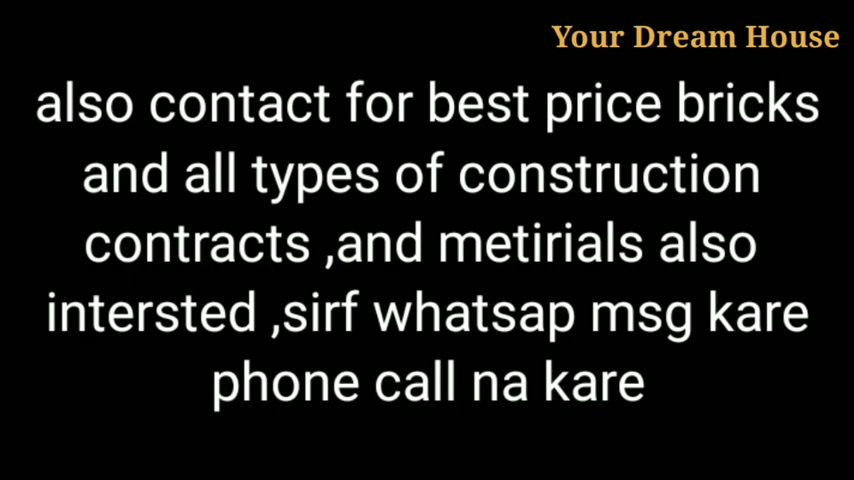 Your Dream House
also contact for best price bricks
and all types of construction
contracts ,and metirials also
intersted ,sirf whatsap msg kare
phone call na kare